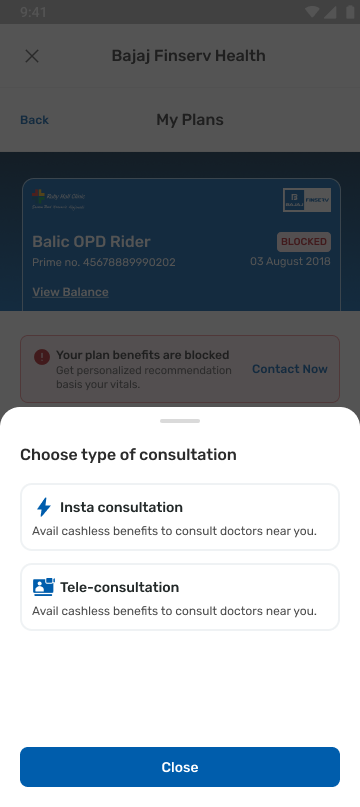 9:41
Bajaj Finserv Health
Back
My Plans
BAJAJ
FINSERV
Balic OPD Rider
BLOCKED
Prime no. 45678889990202
03 August 2018
View Balance
Your plan benefits are blocked
Get personalized recommendation
basis your vitals.
Contact Now
Choose type of consultation
Insta consultation
Avail cashless benefits to consult doctors near you.
Tele-consultation
Avail cashless benefits to consult doctors near you.
Close